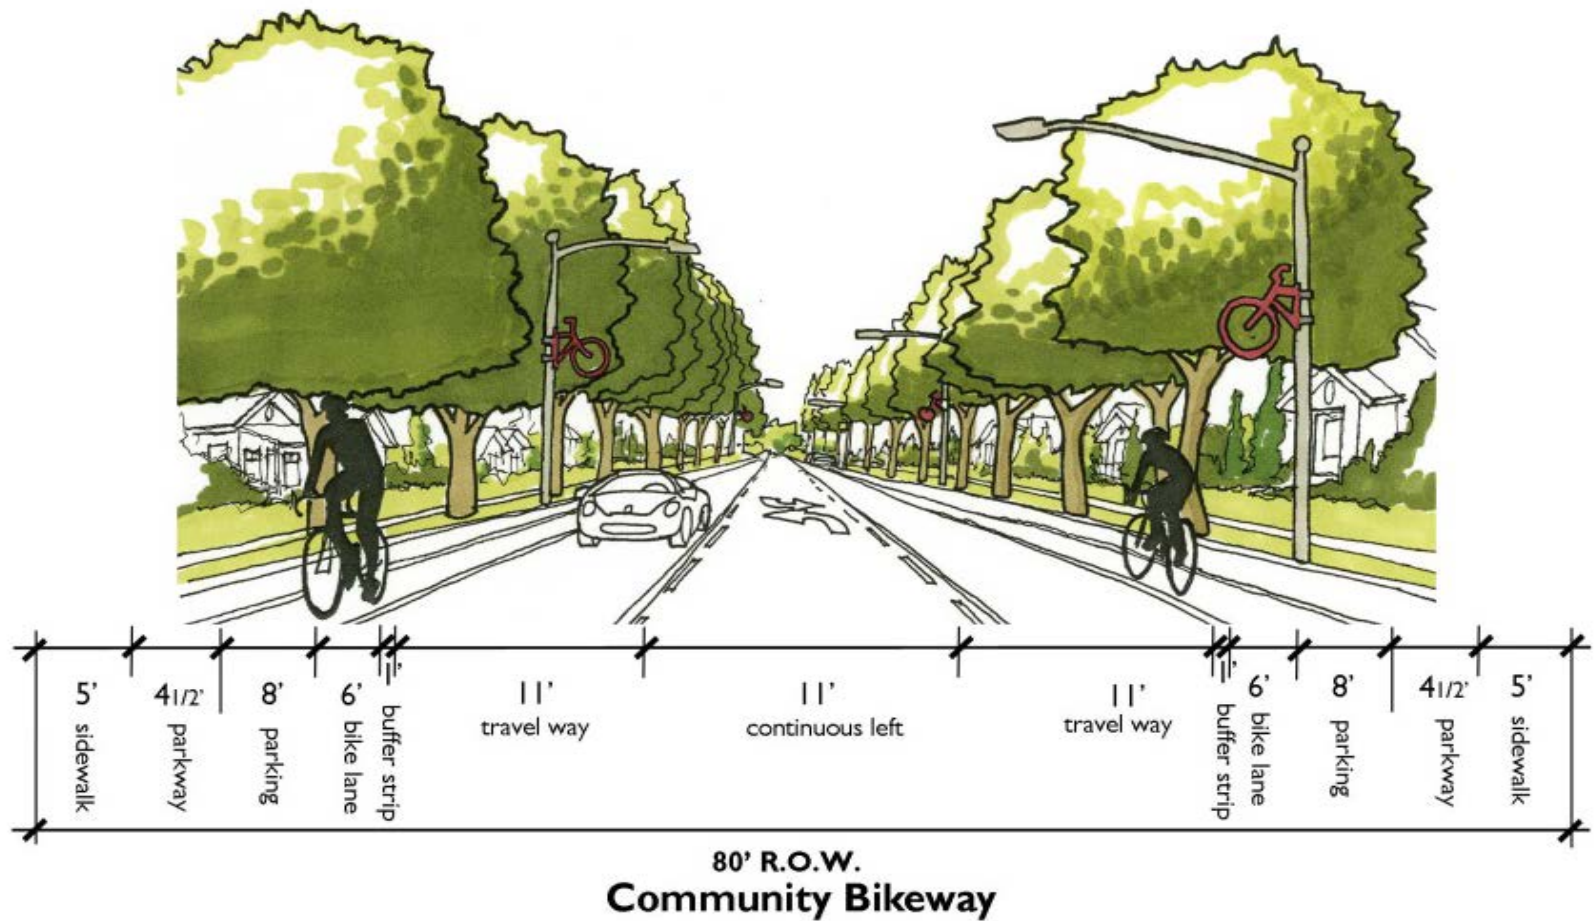 5' 4 1/2' 8' 6' 1' 11' 11' 11' 1' 6' 8' 4 1/2' 5'
sidewalk parkway parking bike lane buffer strip travel way continuous left travel way buffer strip bike lane parking parkway sidewalk
80' R.O.W.
Community Bikeway